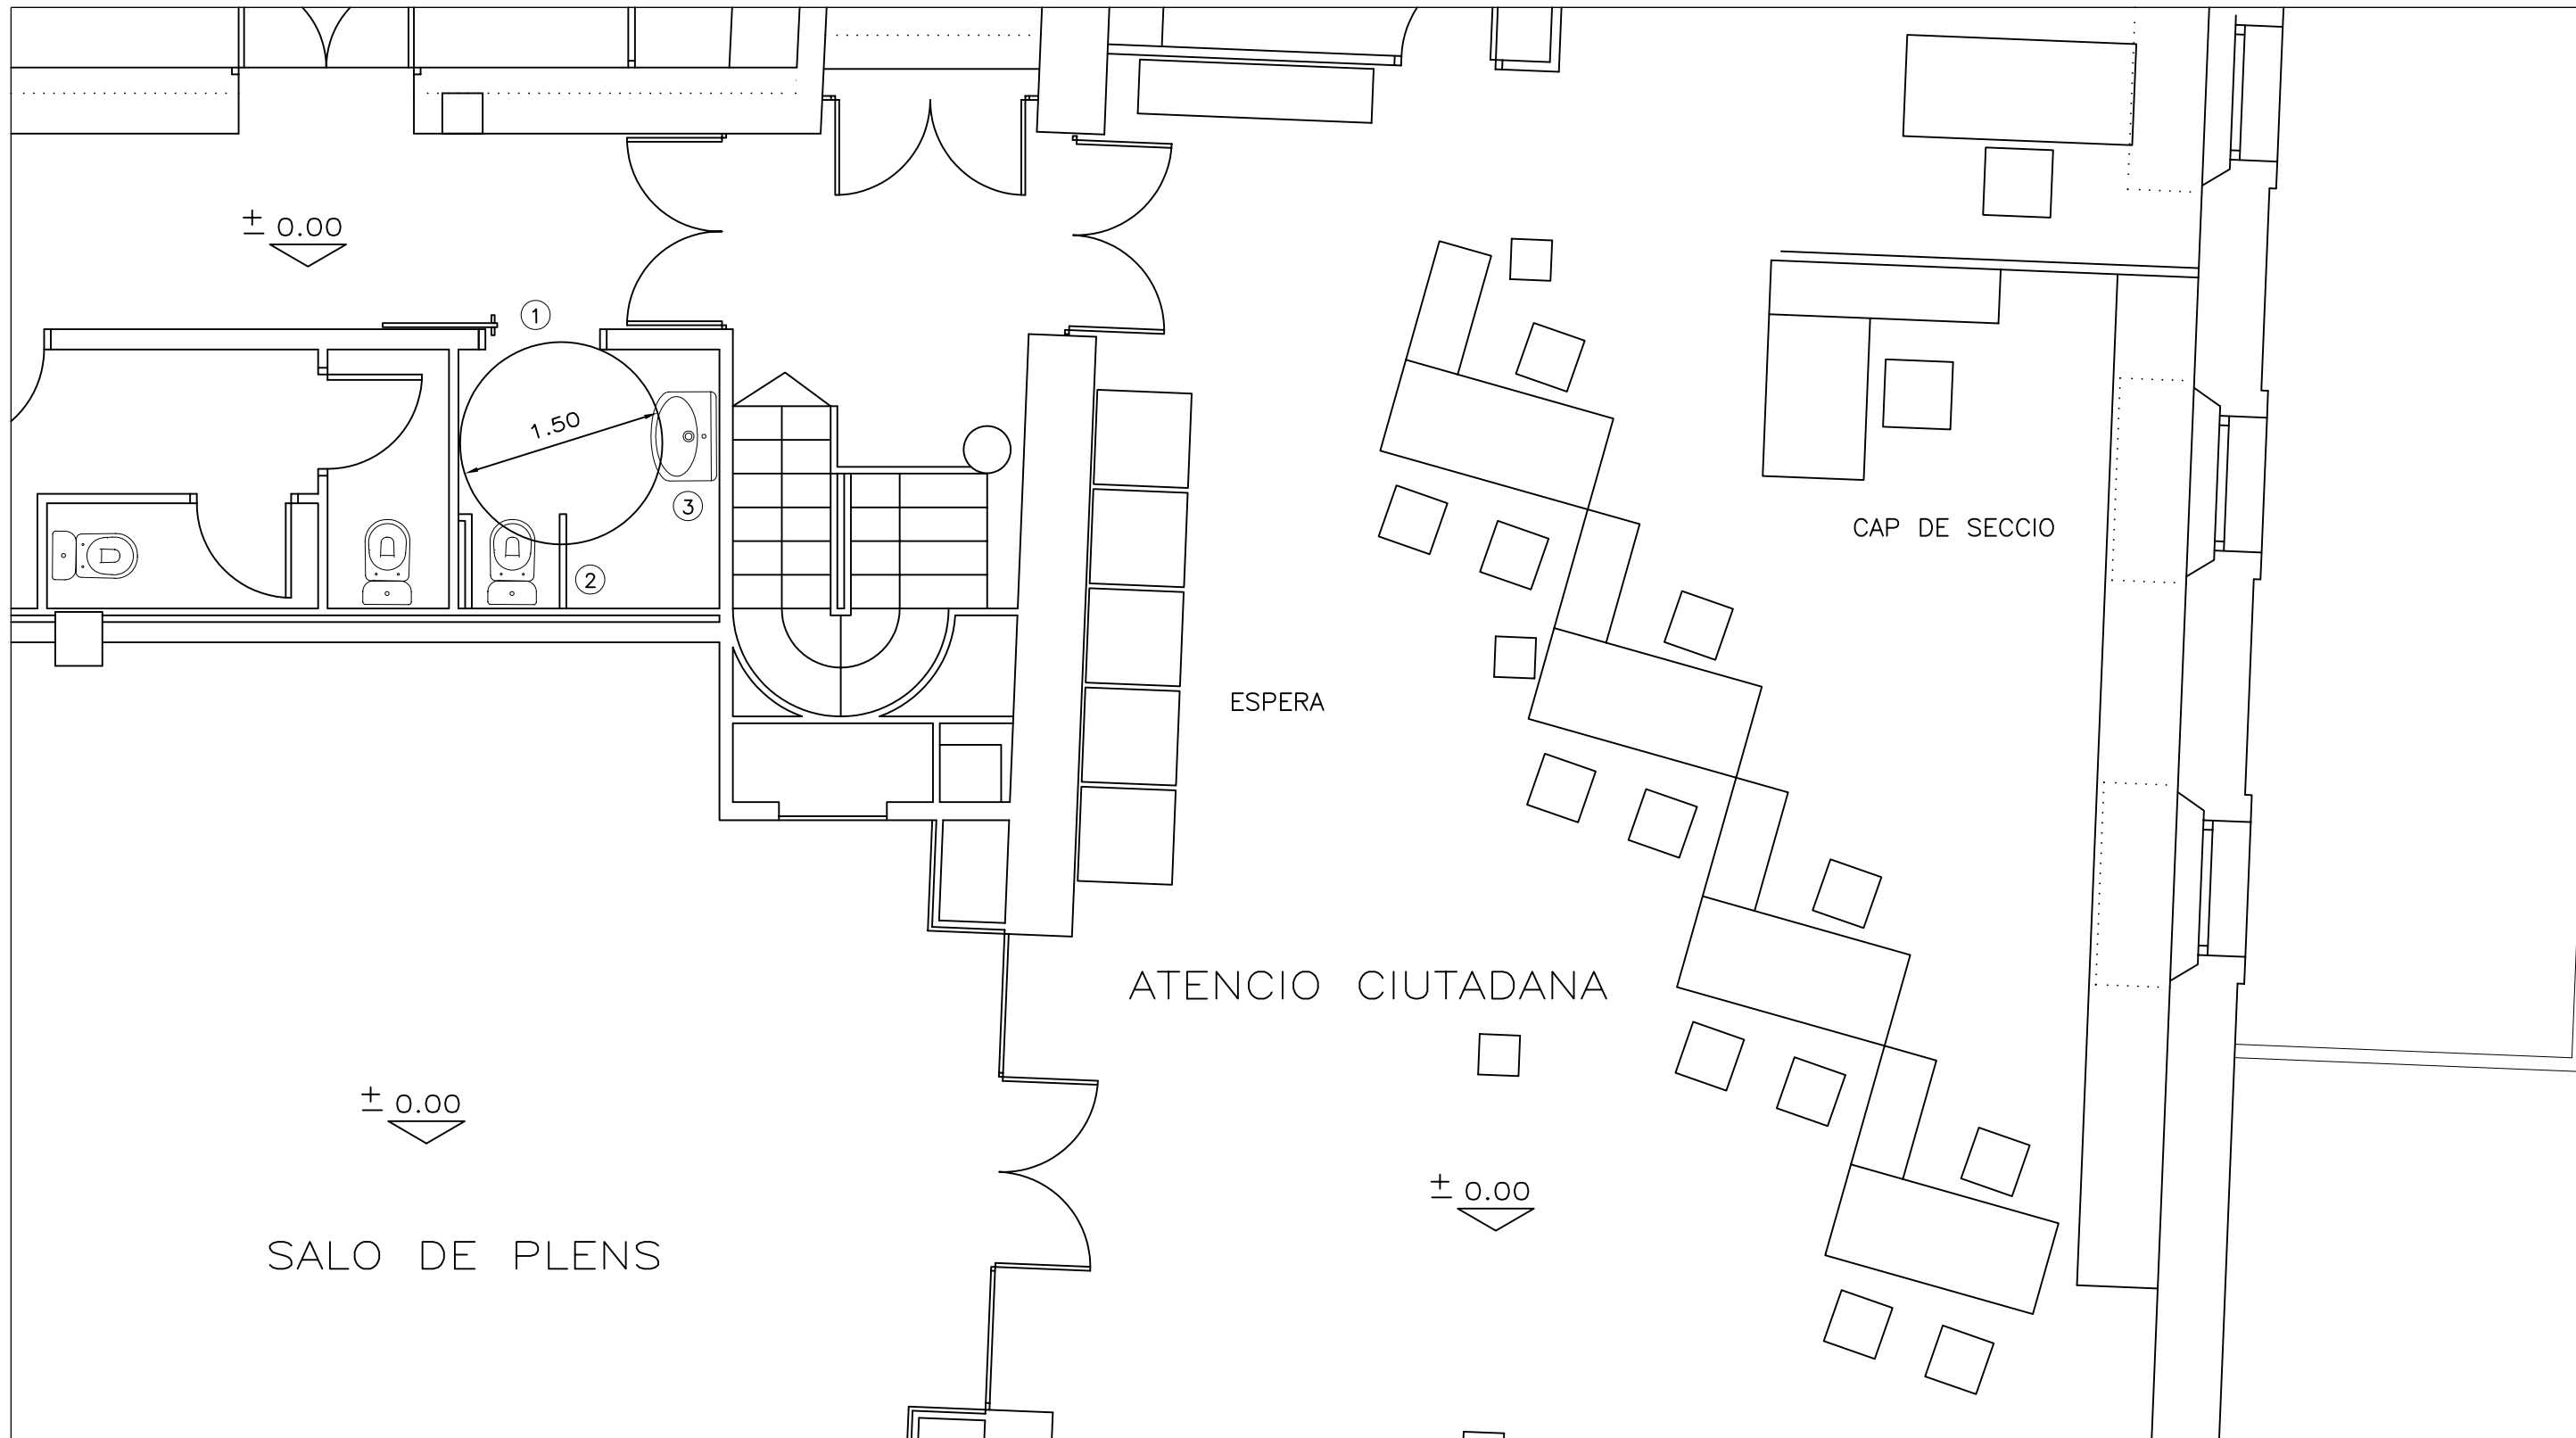 ± 0.00
1
1.50
3
CAP DE SECCIO
2
ESPERA
ATENCIO CIUTADANA
± 0.00
± 0.00
SALO DE PLENS